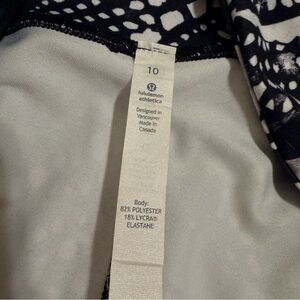 10
lululemon
athletica
Designed in
Vancouver
Made in
Canada
Body:
82% POLYESTER
18% LYCRA®
ELASTANE